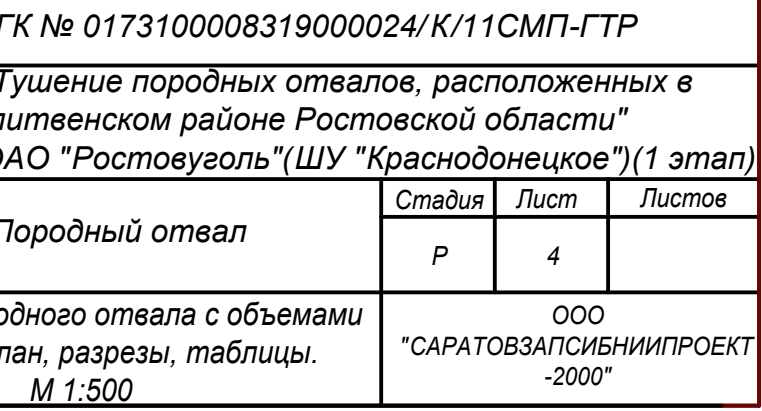 ГК № 0173100008319000024/К/11СМП-ГТР
Тушение породных отвалов, расположенных в
литвенском районе Ростовской области"
ОАО "Ростовуголь"(ШУ "Краснодонецкое")(1 этап)
Породный отвал
Стадия Лист Листов
Р 4
одного отвала с объемами
лан, разрезы, таблицы.
М 1:500
ООО
"САРАТОВЗАПСИБНИИПРОЕКТ
-2000"